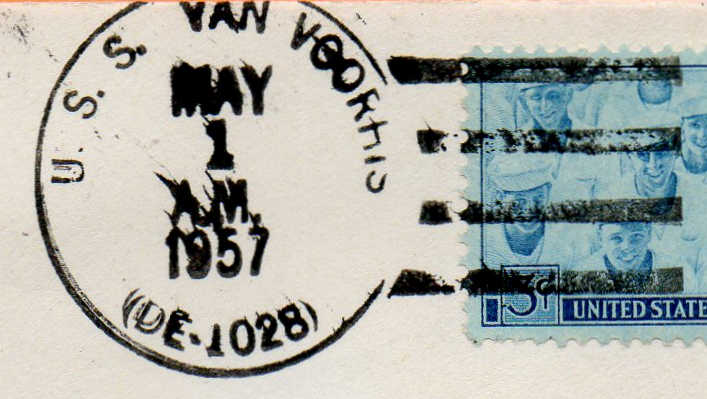 U. S. S. VAN VOORHIS
MAY
1
A.M.
1957
(DE-1028)
3¢
UNITED STATE